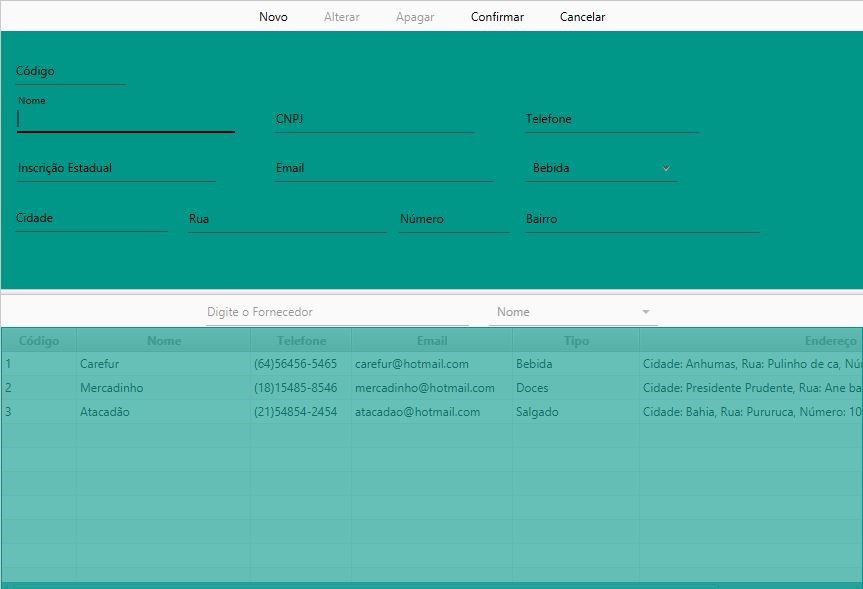 Novo Alterar Apagar Confirmar Cancelar
Código
Nome
CNPJ Telefone
Inscrição Estadual Email Bebida
Cidade Rua Número Bairro
Digite o Fornecedor Nome
Código Nome Telefone Email Tipo Endereço
1 Carefur (64)56456-5465 carefur@hotmail.com Bebida Cidade: Anhumas, Rua: Pulinho de ca, Nú
2 Mercadinho (18)15485-8546 mercadinho@hotmail.com Doces Cidade: Presidente Prudente, Rua: Ane ba
3 Atacadão (21)54854-2454 atacadao@hotmail.com Salgado Cidade: Bahia, Rua: Pururuca, Número: 10